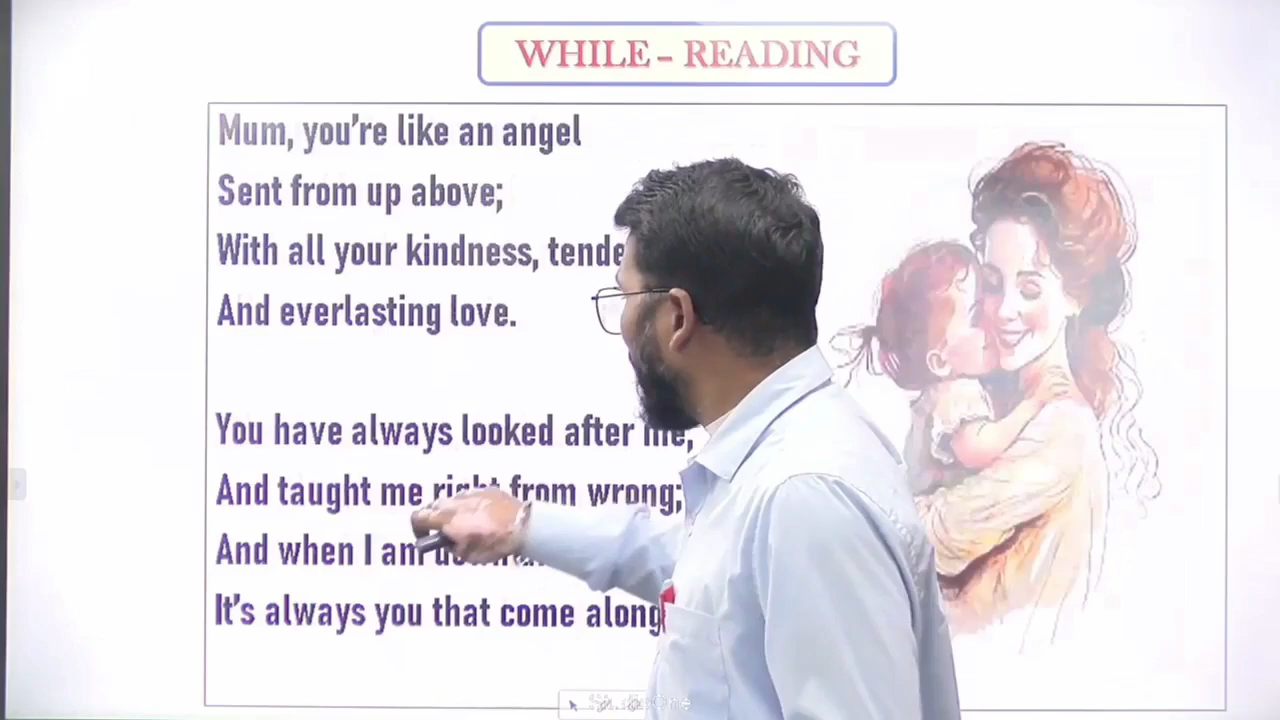 WHILE - READING
Mum, you're like an angel
Sent from up above;
With all your kindness,
And everlasting love.
You have always looked after me,
And taught me right from wrong;
And when I am
It's always you that come along